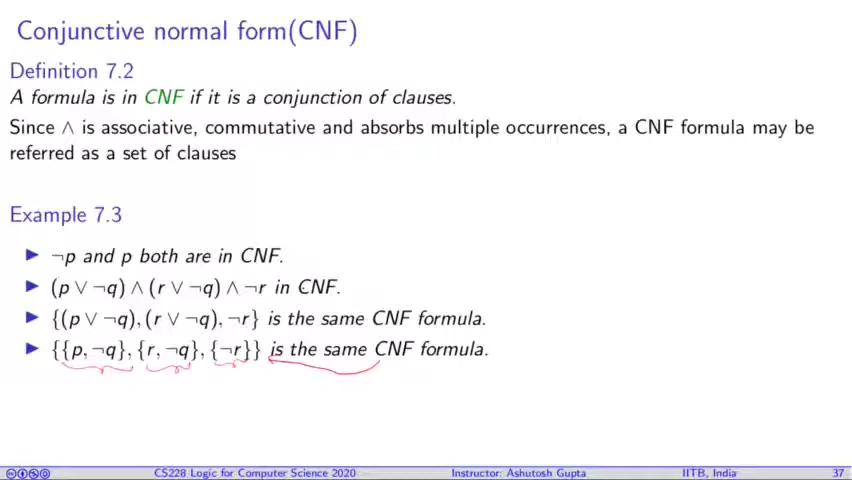 Conjunctive normal form(CNF)
Definition 7.2
A formula is in CNF if it is a conjunction of clauses.
Since ∧ is associative, commutative and absorbs multiple occurrences, a CNF formula may be
referred as a set of clauses
Example 7.3
▶ ¬p and p both are in CNF.
▶ (p ∨ ¬q) ∧ (r ∨ ¬q) ∧ ¬r in CNF.
▶ {(p ∨ ¬q), (r ∨ ¬q), ¬r} is the same CNF formula.
▶ {{p, ¬q}, {r, ¬q}, {¬r}} is the same CNF formula.
CS228 Logic for Computer Science 2020 Instructor: Ashutosh Gupta IITB, India 37